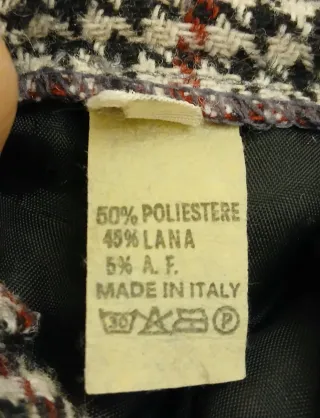 50% POLIESTERE
45% LANA
5% A. F.
MADE IN ITALY
30 P